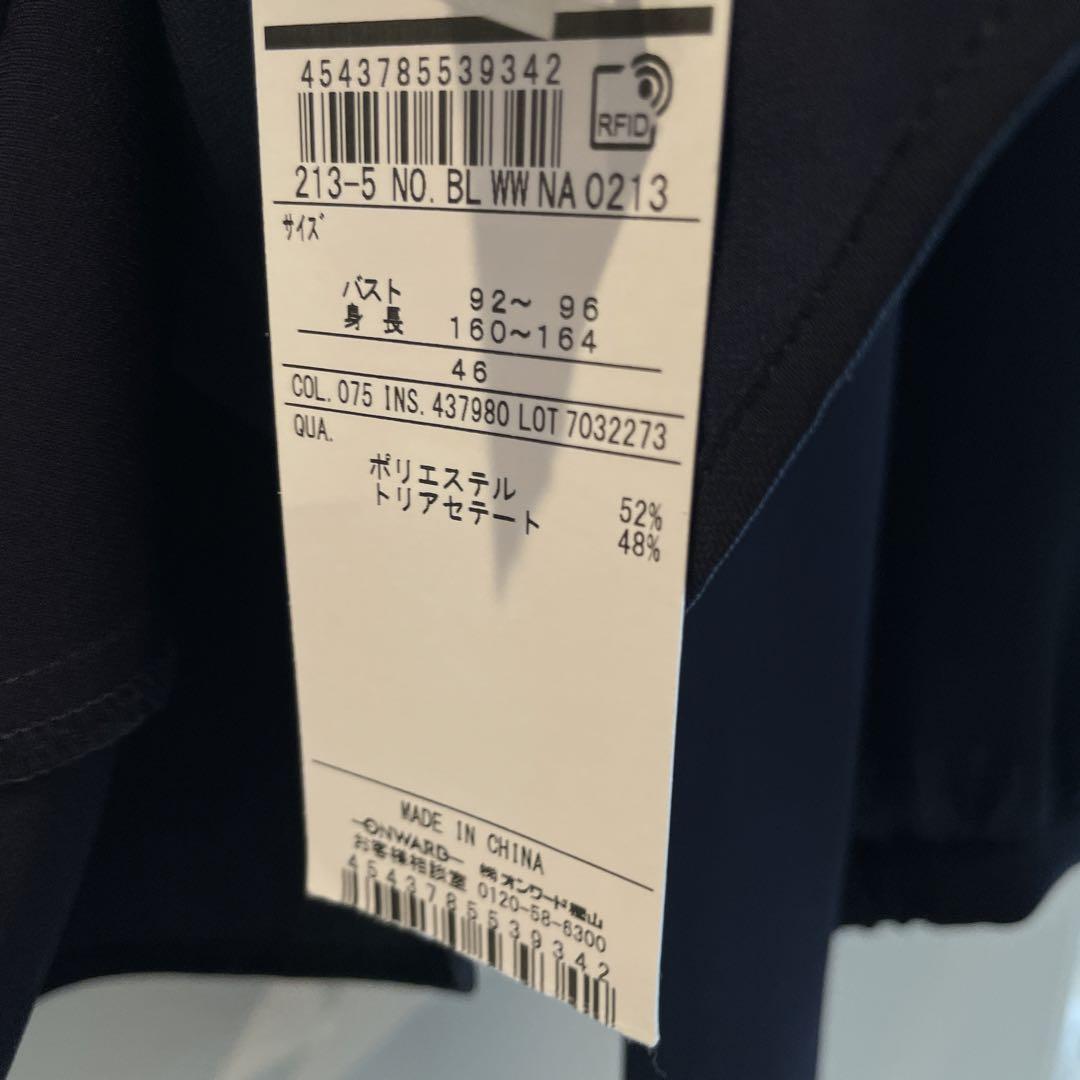 4543785539342
RFID
213-5 NO. BL WW NA 0213
サイズ
バスト 92～ 96
身長 160～164
46
COL. 075 INS. 437980 LOT 7032273
QUA.
ポリエステル 52%
トリアセテート 48%
MADE IN CHINA
ONWARD ㈱オンワード樫山
お客様相談室 0120-58-6300
4543785539342